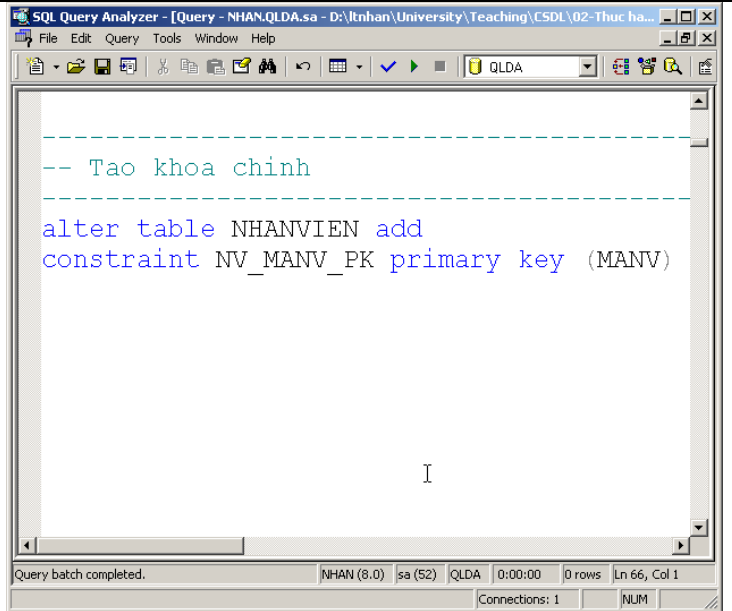 SQL Query Analyzer - [Query - NHAN.QLDA.sa - D:\ltnhan\University\Teaching\CSDL\02-Thuc ha...
File Edit Query Tools Window Help
QLDA
--------------------------------------------
-- Tao khoa chinh
--------------------------------------------
alter table NHANVIEN add
constraint NV_MANV_PK primary key (MANV)
Query batch completed. NHAN (8.0) sa (52) QLDA 0:00:00 0 rows Ln 66, Col 1
Connections: 1 NUM